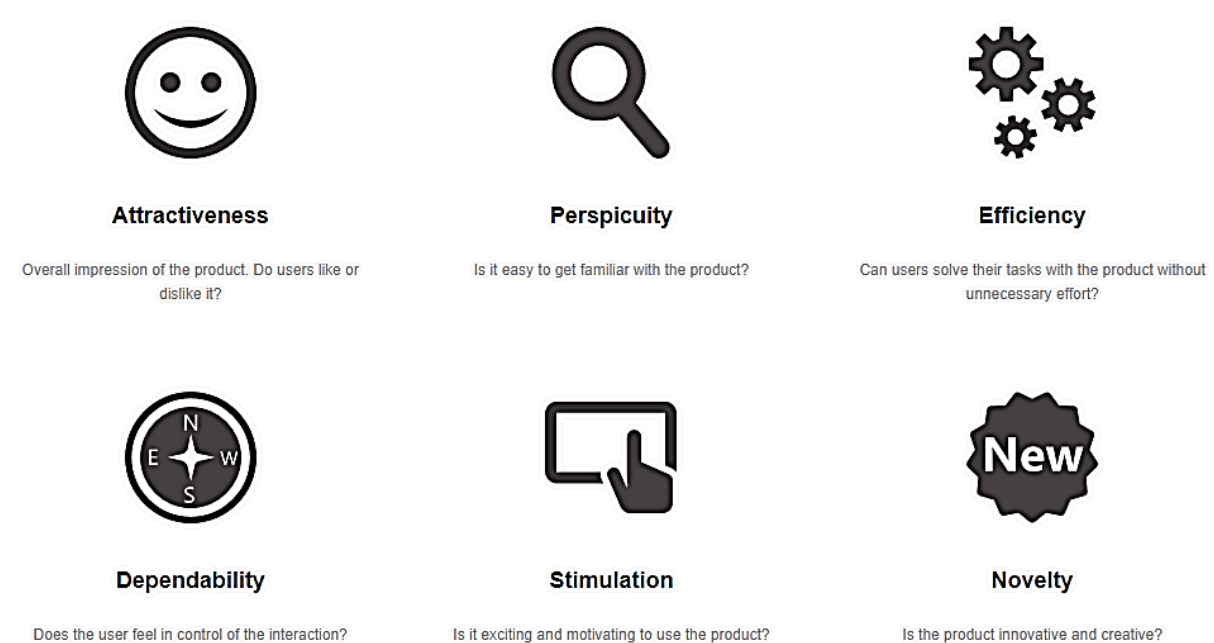 Attractiveness
Overall impression of the product. Do users like or
dislike it?
Perspicuity
Is it easy to get familiar with the product?
Efficiency
Can users solve their tasks with the product without
unnecessary effort?
N
E W
S
Dependability
Does the user feel in control of the interaction?
Stimulation
Is it exciting and motivating to use the product?
New
Novelty
Is the product innovative and creative?